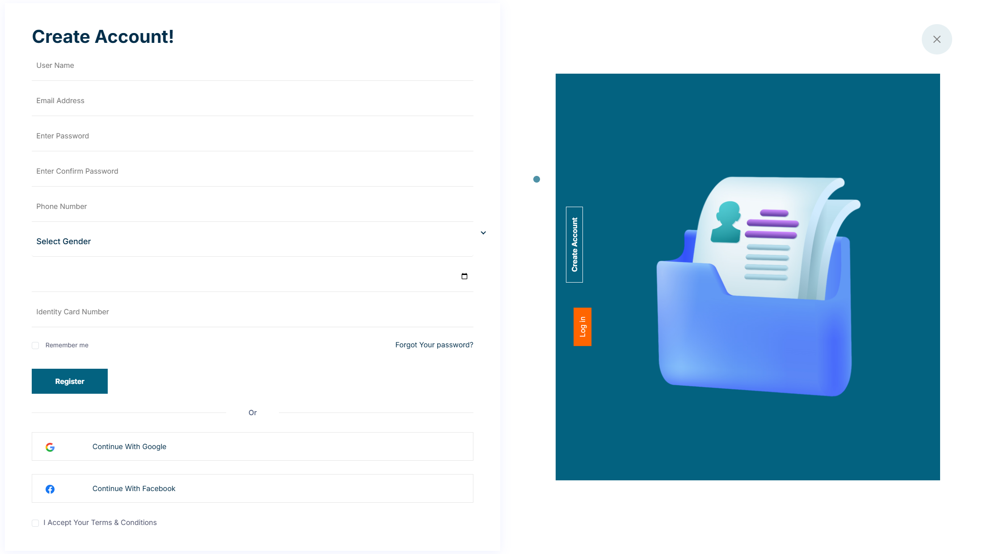 Create Account!
User Name
Email Address
Enter Password
Enter Confirm Password
Phone Number
Select Gender
Identity Card Number
Remember me
Forgot Your password?
Register
Or
Continue With Google
Continue With Facebook
I Accept Your Terms & Conditions
Create Account
Log in